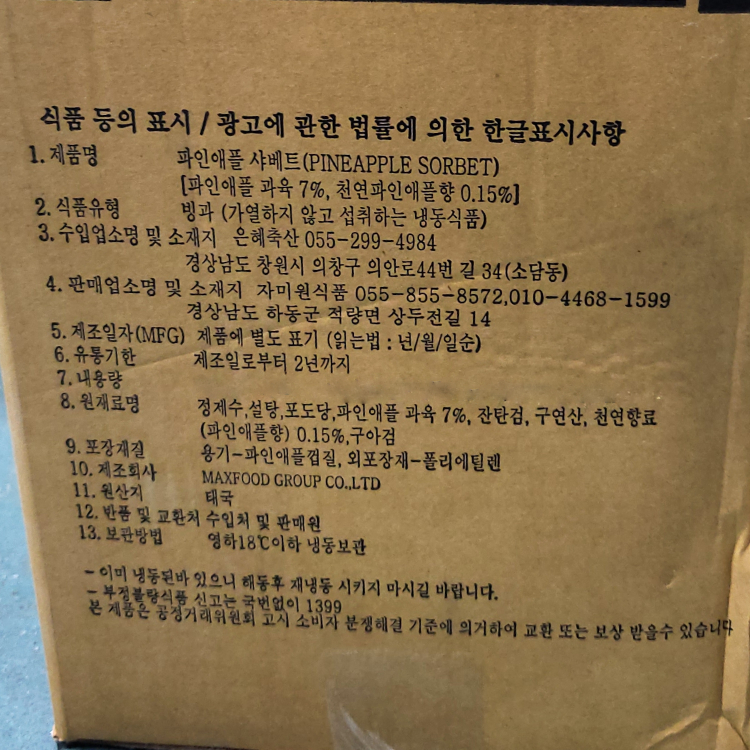 식품 등의 표시 / 광고에 관한 법률에 의한 한글표시사항
1. 제품명 파인애플 샤베트(PINEAPPLE SORBET)
[파인애플 과육 7%, 천연파인애플향 0.15%]
2. 식품유형 빙과 (가열하지 않고 섭취하는 냉동식품)
3. 수입업소명 및 소재지 은혜축산 055-299-4984
경상남도 창원시 의창구 의안로44번 길 34(소답동)
4. 판매업소명 및 소재지 자미원식품 055-855-8572,010-4468-1599
경상남도 하동군 적량면 상두전길 14
5. 제조일자(MFG) 제품에 별도 표기 (읽는법 : 년/월/일순)
6. 유통기한 제조일로부터 2년까지
7. 내용량
8. 원재료명 정제수,설탕,포도당,파인애플 과육 7%, 잔탄검, 구연산, 천연향료
(파인애플향) 0.15%,구아검
9. 포장재질 용기-파인애플껍질, 외포장재-폴리에틸렌
10. 제조회사 MAXFOOD GROUP CO.,LTD
11. 원산지 태국
12. 반품 및 교환처 수입처 및 판매원
13. 보관방법 영하18℃이하 냉동보관
- 이미 냉동된바 있으니 해동후 재냉동 시키지 마시길 바랍니다.
- 부정불량식품 신고는 국번없이 1399
본 제품은 공정거래위원회 고시 소비자 분쟁해결 기준에 의거하여 교환 또는 보상 받을수 있습니다